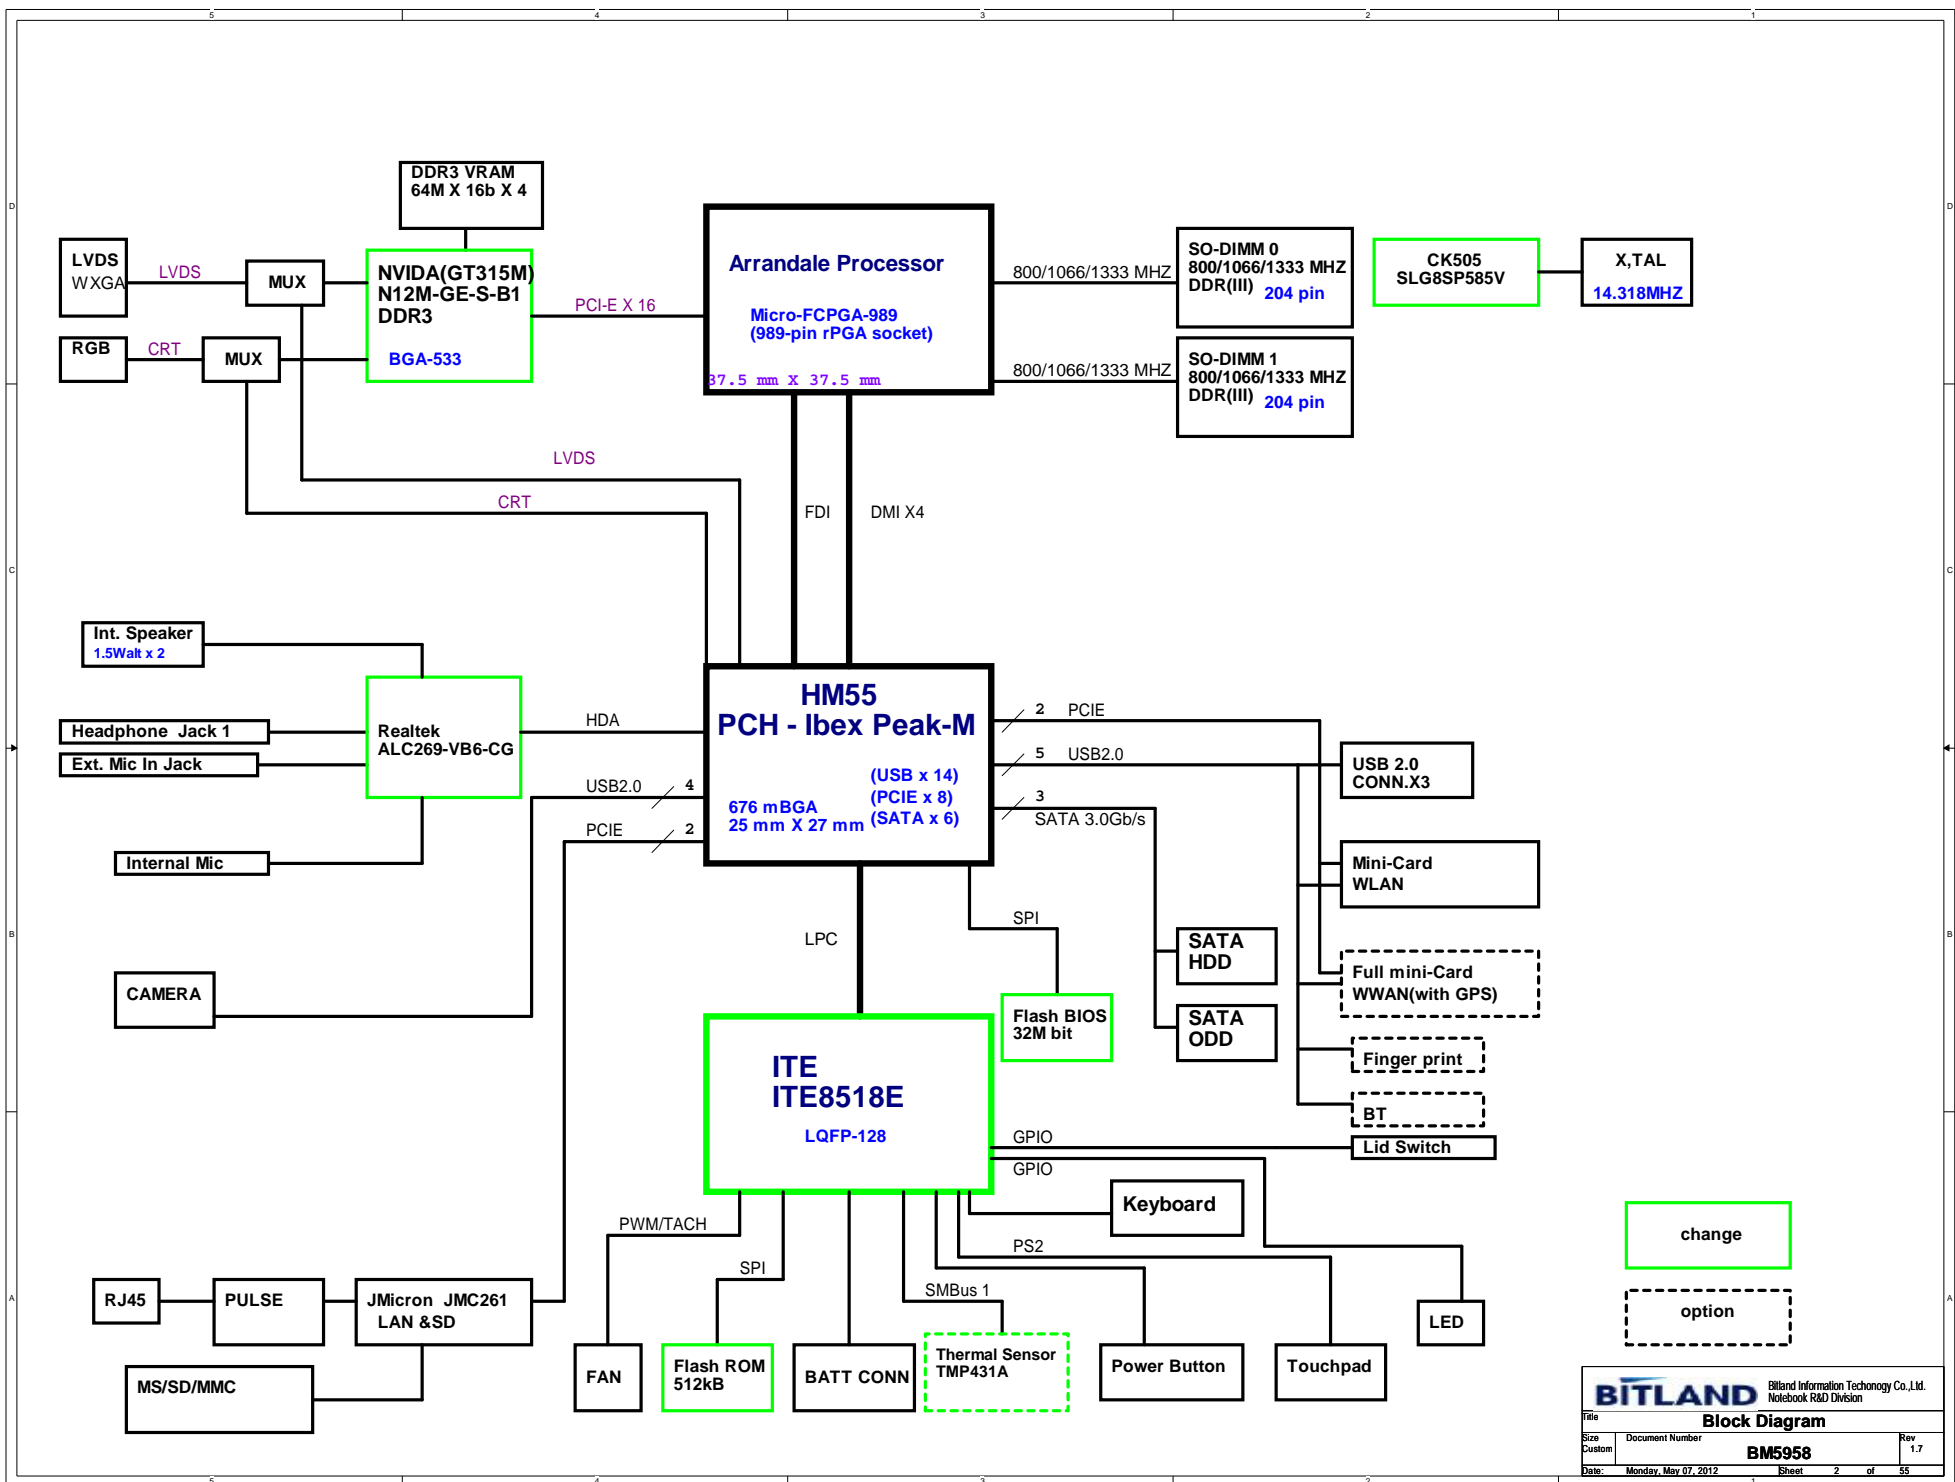 5 4 3 2 1
D
D
C
C
B
B
A
A
DDR3 VRAM
64M X 16b X 4
LVDS
WXGA
LVDS
MUX
NVIDA(GT315M)
N12M-GE-S-B1
DDR3
BGA-533
PCI-E X 16
RGB
CRT
MUX
Arrandale Processor
Micro-FCPGA-989
(989-pin rPGA socket)
37.5 mm X 37.5 mm
800/1066/1333 MHZ
SO-DIMM 0
800/1066/1333 MHZ
DDR(III) 204 pin
800/1066/1333 MHZ
SO-DIMM 1
800/1066/1333 MHZ
DDR(III) 204 pin
CK505
SLG8SP585V
X,TAL
14.318MHZ
LVDS
CRT
FDI
DMI X4
Int. Speaker
1.5Walt x 2
Headphone Jack 1
Ext. Mic In Jack
Internal Mic
Realtek
ALC269-VB6-CG
HDA
USB2.0 4
PCIE 2
HM55
PCH - Ibex Peak-M
(USB x 14)
(PCIE x 8)
(SATA x 6)
676 mBGA
25 mm X 27 mm
2 PCIE
5 USB2.0
3
SATA 3.0Gb/s
USB 2.0
CONN.X3
Mini-Card
WLAN
Full mini-Card
WWAN(with GPS)
Finger print
BT
Lid Switch
SPI
LPC
SATA
HDD
SATA
ODD
Flash BIOS
32M bit
CAMERA
ITE
ITE8518E
LQFP-128
GPIO
GPIO
Keyboard
PWM/TACH
SPI
PS2
SMBus 1
RJ45
PULSE
JMicron JMC261
LAN &SD
MS/SD/MMC
FAN
Flash ROM
512kB
BATT CONN
Thermal Sensor
TMP431A
Power Button
Touchpad
LED
change
option
BITLAND
Bitland Information Techonogy Co.,Ltd.
Notebook R&D Division
Title
Block Diagram
Size
Custom
Document Number
BM5958
Rev
1.7
Date: Monday, May 07, 2012 Sheet 2 of 55
5 4 3 2 1